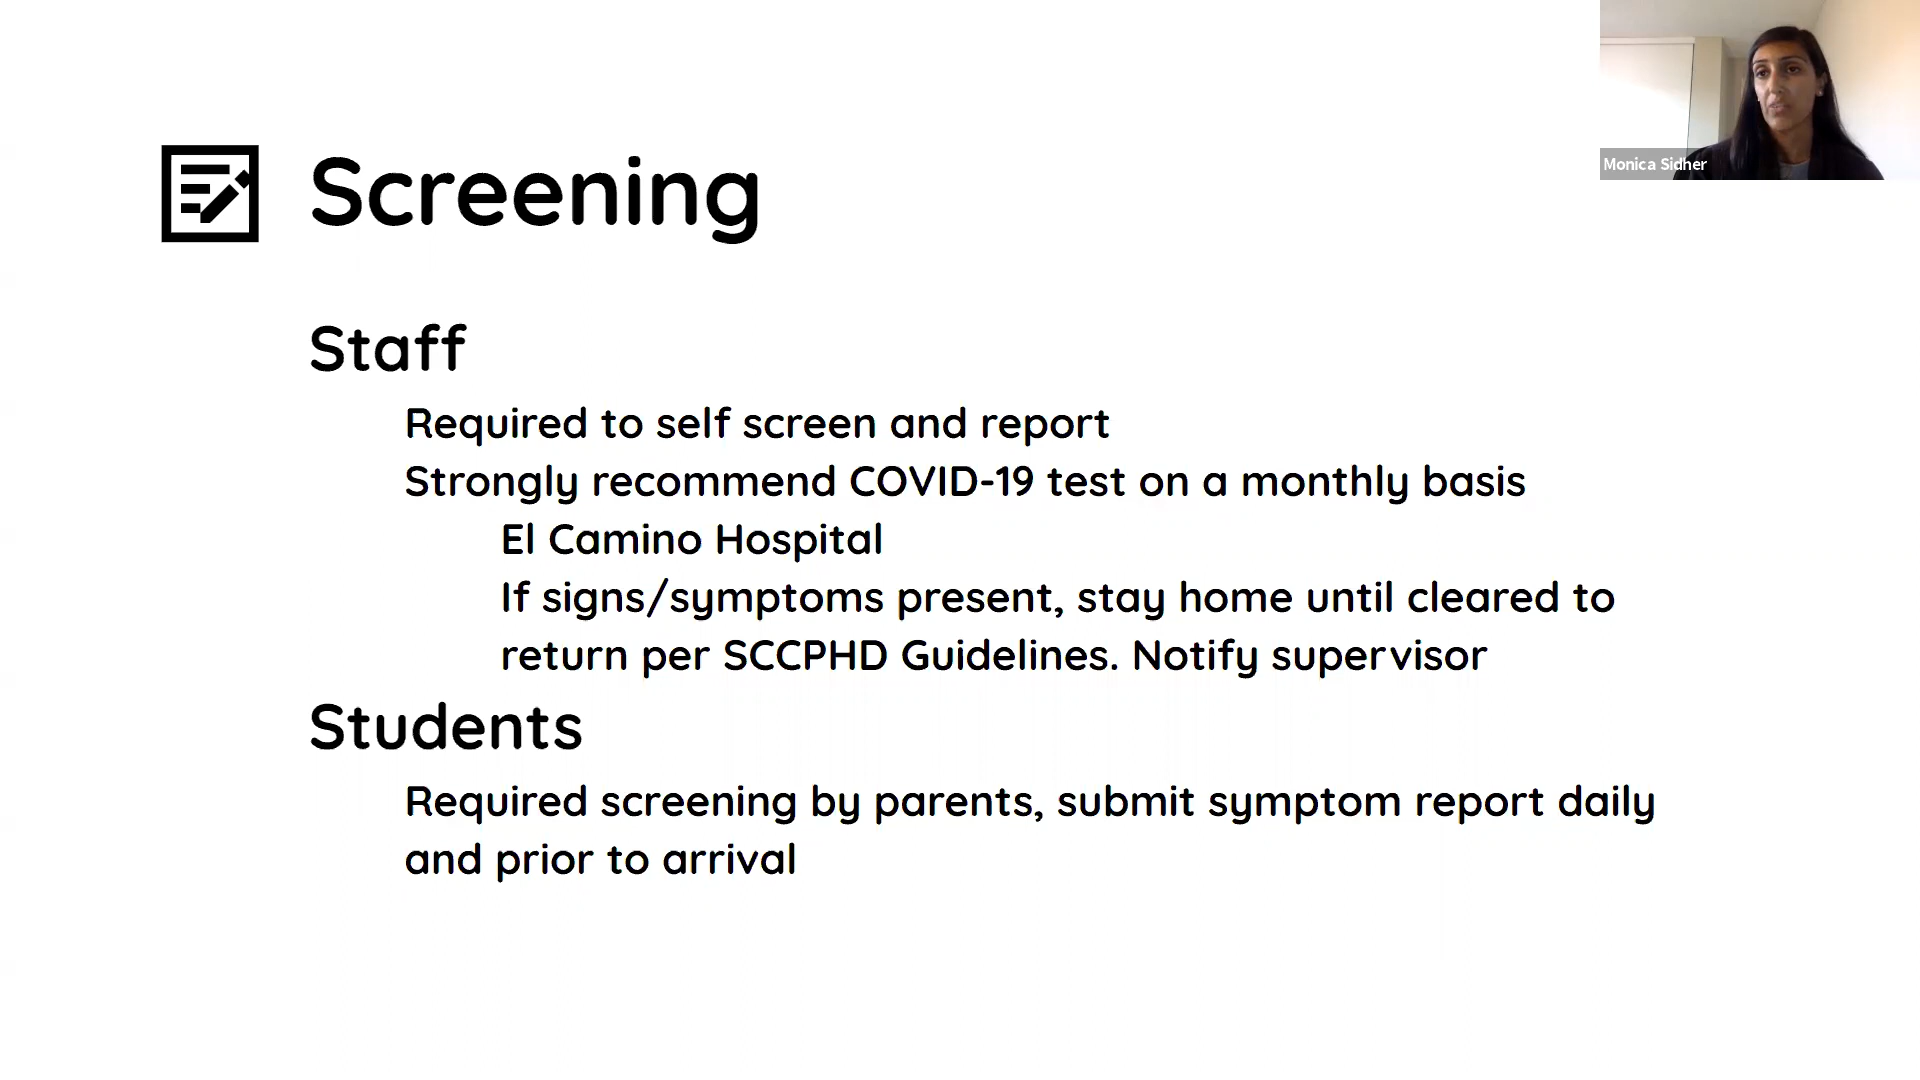 Monica Sidher
Screening
Staff
Required to self screen and report
Strongly recommend COVID-19 test on a monthly basis
El Camino Hospital
If signs/symptoms present, stay home until cleared to
return per SCCPHD Guidelines. Notify supervisor
Students
Required screening by parents, submit symptom report daily
and prior to arrival